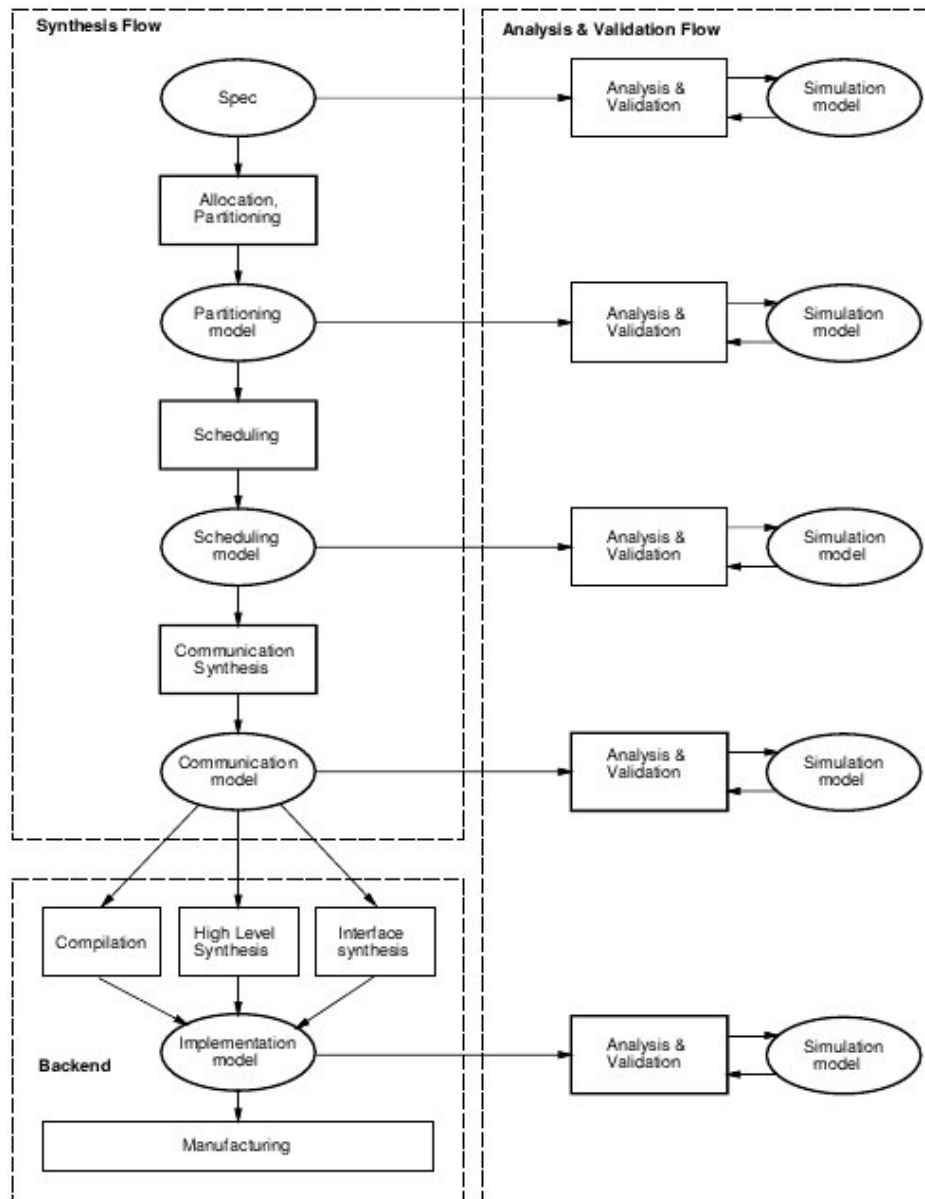 Synthesis Flow
Analysis & Validation Flow
Spec
Analysis &
Validation
Simulation
model
Allocation,
Partitioning
Partitioning
model
Analysis &
Validation
Simulation
model
Scheduling
Scheduling
model
Analysis &
Validation
Simulation
model
Communication
Synthesis
Communication
model
Analysis &
Validation
Simulation
model
Compilation
High Level
Synthesis
Interface
synthesis
Implementation
model
Analysis &
Validation
Simulation
model
Backend
Manufacturing